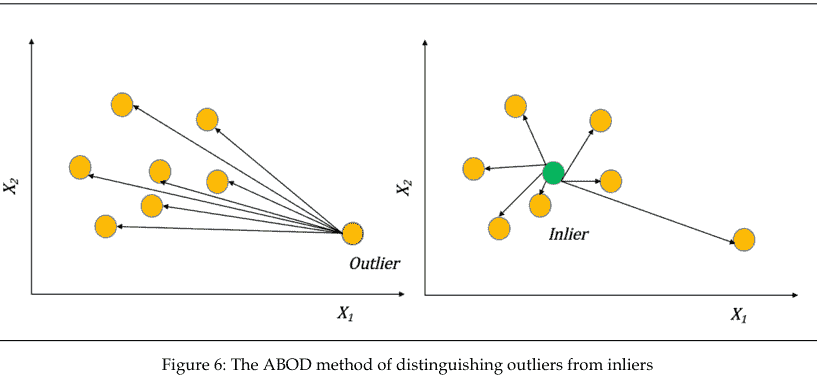 X2
Outlier
X1
X2
Inlier
X1
Figure 6: The ABOD method of distinguishing outliers from inliers